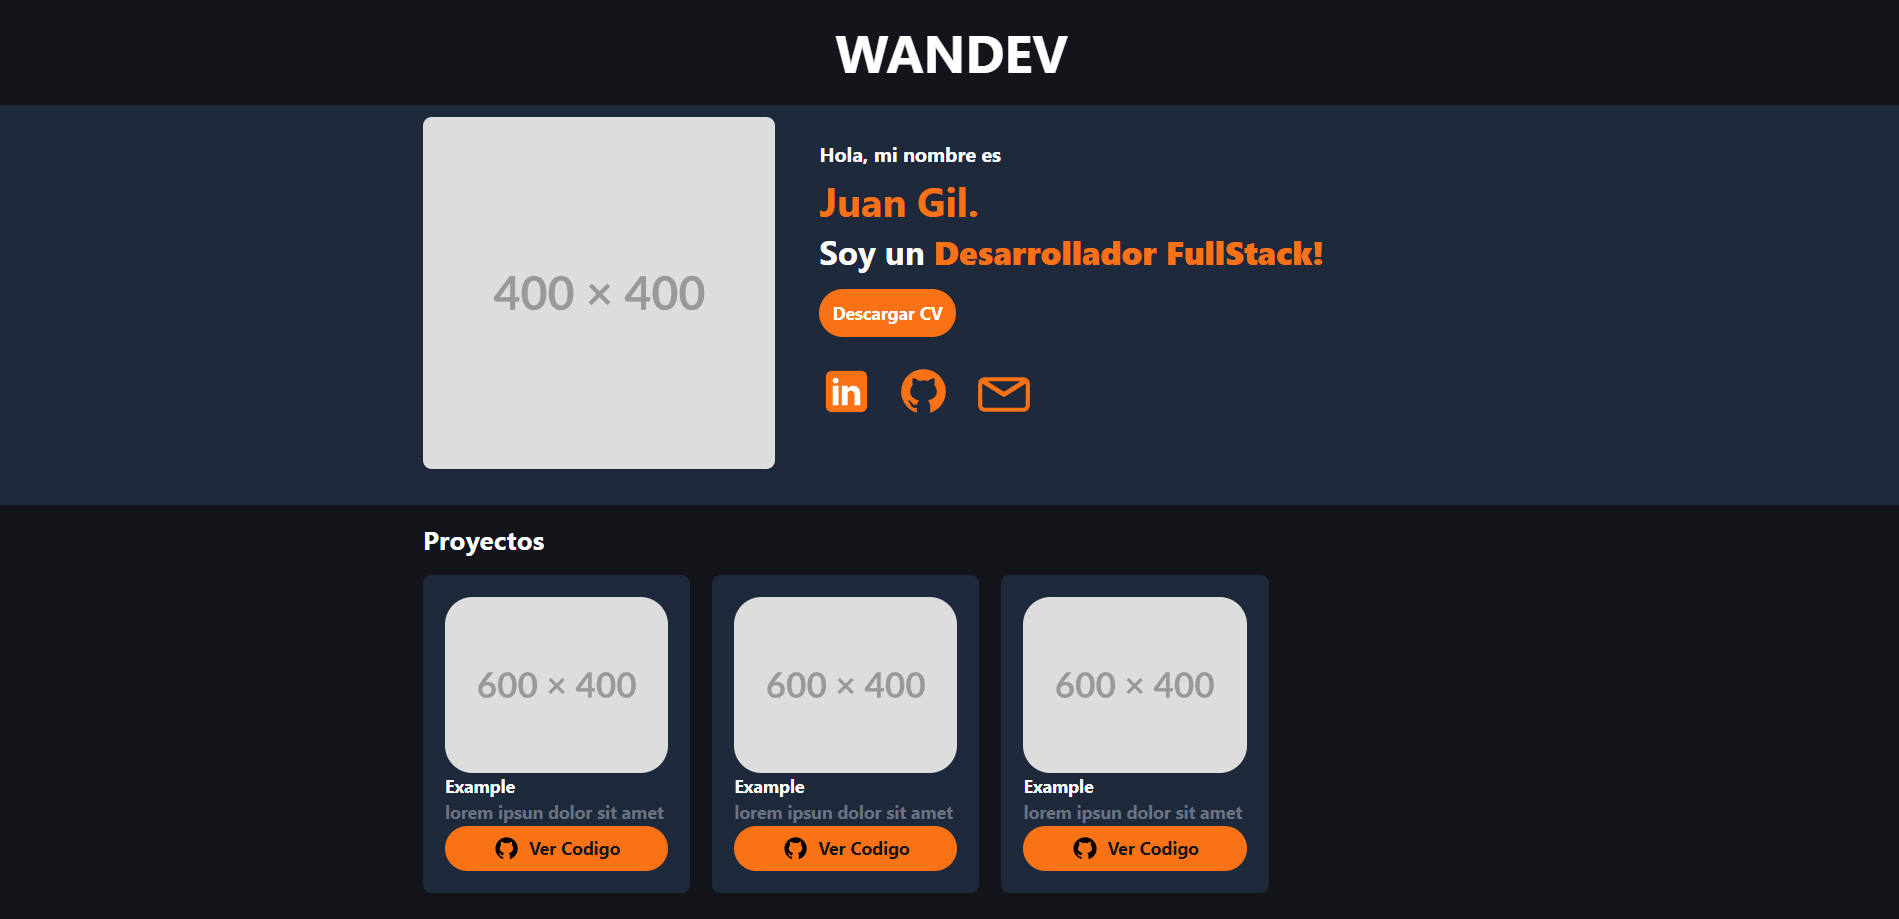 WANDEV
400 × 400
Hola, mi nombre es
Juan Gil.
Soy un Desarrollador FullStack!
Descargar CV
in
Proyectos
600 × 400
Example
lorem ipsun dolor sit amet
Ver Codigo
600 × 400
Example
lorem ipsun dolor sit amet
Ver Codigo
600 × 400
Example
lorem ipsun dolor sit amet
Ver Codigo